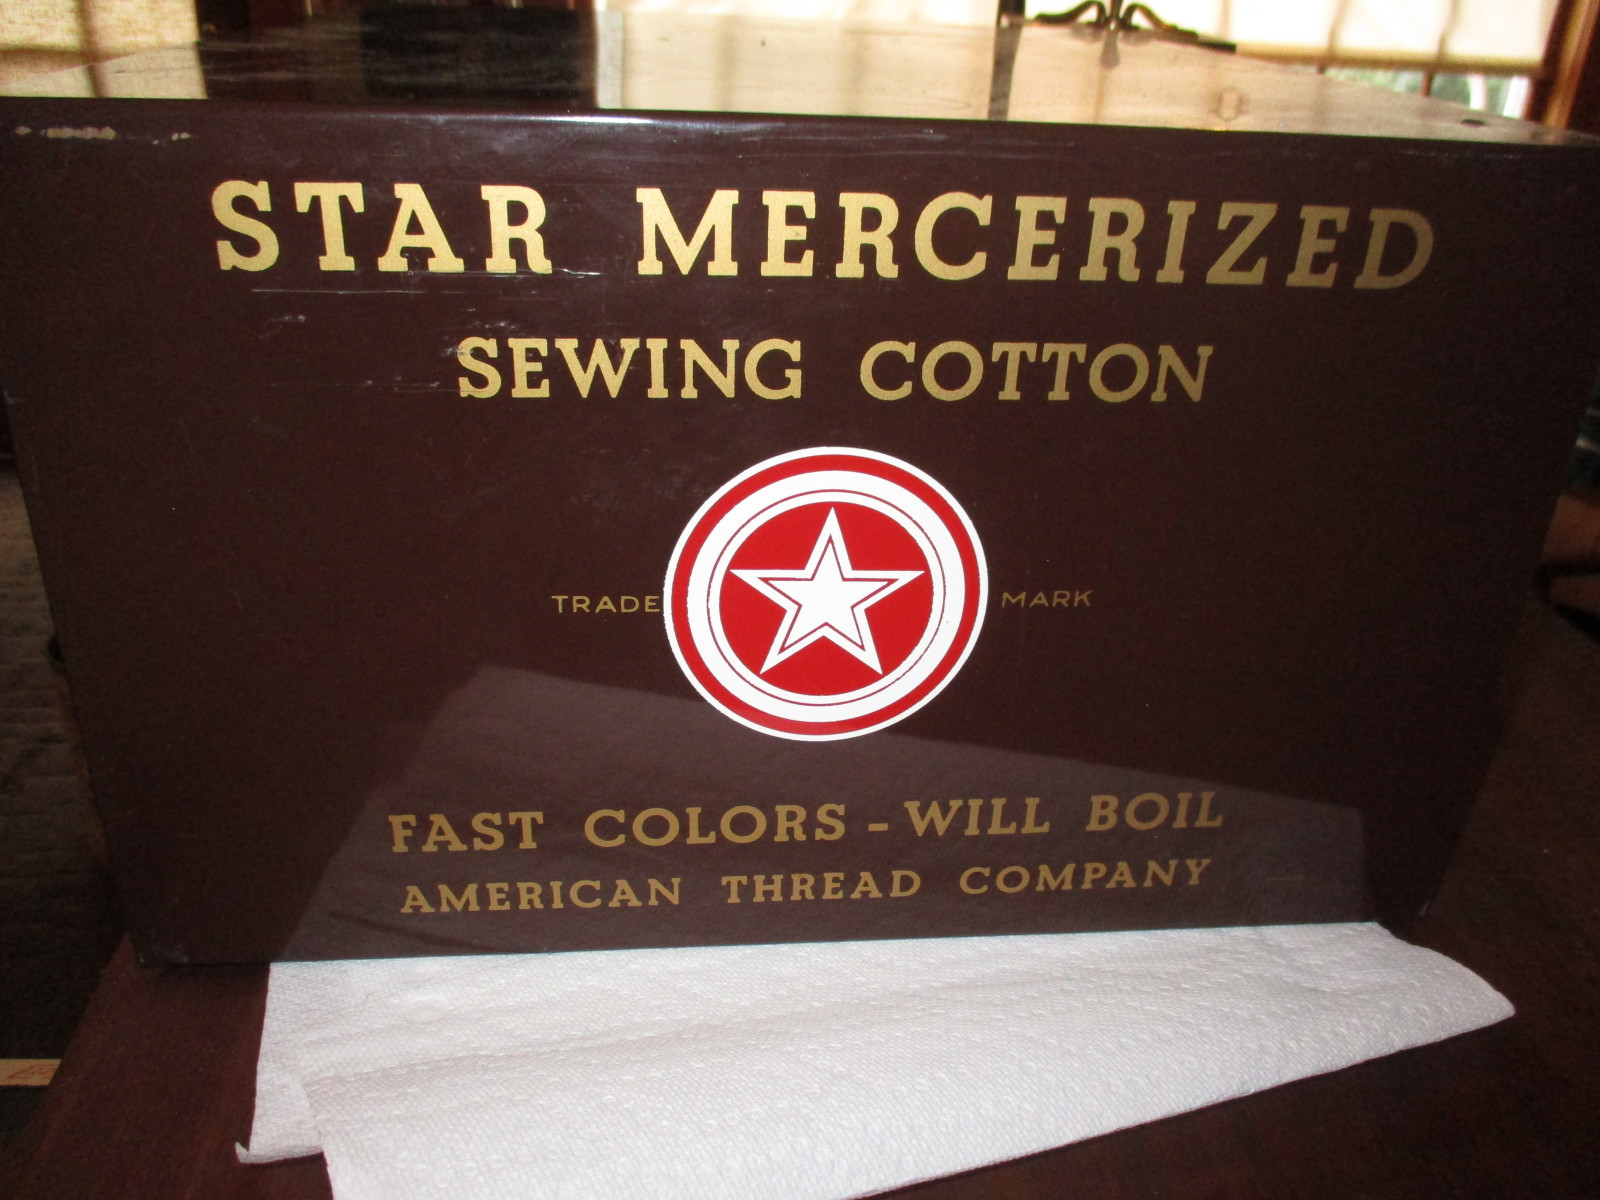 STAR MERCERIZED
SEWING COTTON
TRADE MARK
FAST COLORS - WILL BOIL
AMERICAN THREAD COMPANY